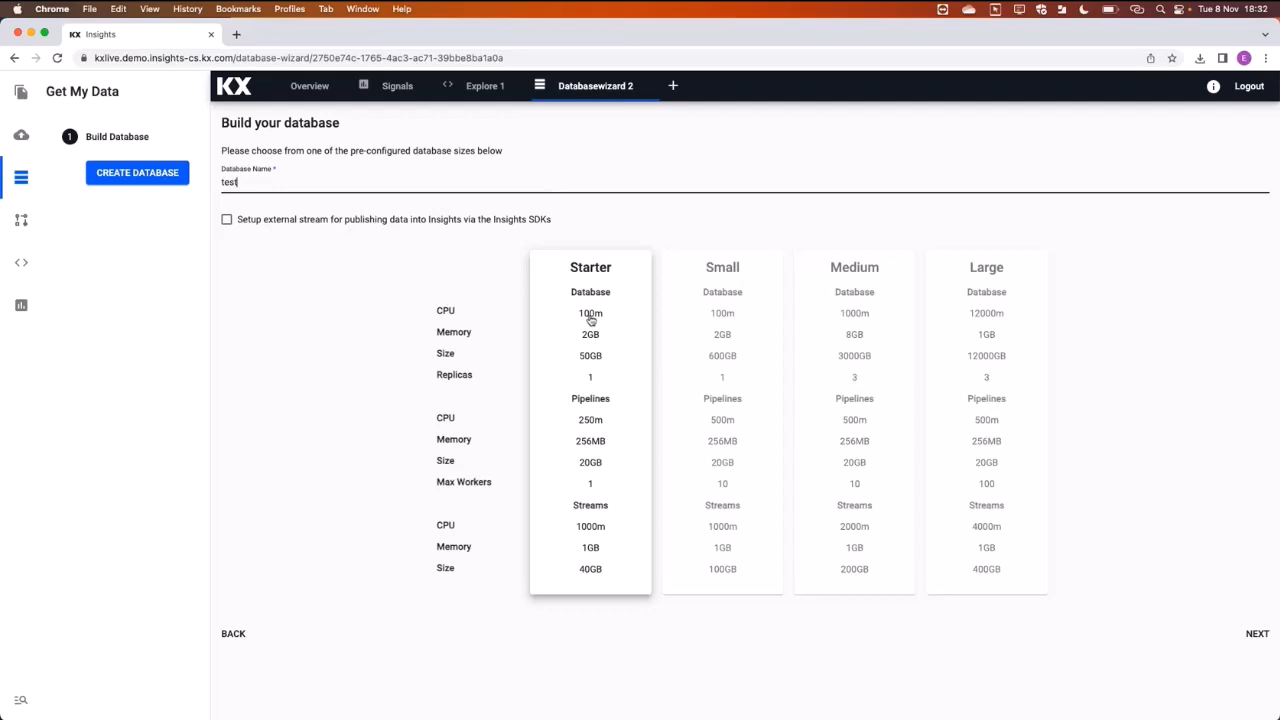 Chrome File Edit View History Bookmarks Profiles Tab Window Help Tue 8 Nov 18:32
KX Insights
kxlive.demo.insights-cs.kx.com/database-wizard/2750e74c-1765-4ac3-ac71-39bbe8ba1a0a E
Get My Data KX Overview Signals Explore 1 Databasewizard 2 Logout
1 Build Database
CREATE DATABASE
Build your database
Please choose from one of the pre-configured database sizes below
Database Name *
test
Setup external stream for publishing data into Insights via the Insights SDKs
Starter Small Medium Large
Database Database Database Database
CPU 100m 100m 1000m 12000m
Memory 2GB 2GB 8GB 1GB
Size 50GB 600GB 3000GB 12000GB
Replicas 1 1 3 3
Pipelines Pipelines Pipelines Pipelines
CPU 250m 500m 500m 500m
Memory 256MB 256MB 256MB 256MB
Size 20GB 20GB 20GB 20GB
Max Workers 1 10 10 100
Streams Streams Streams Streams
CPU 1000m 1000m 2000m 4000m
Memory 1GB 1GB 1GB 1GB
Size 40GB 100GB 200GB 400GB
BACK NEXT